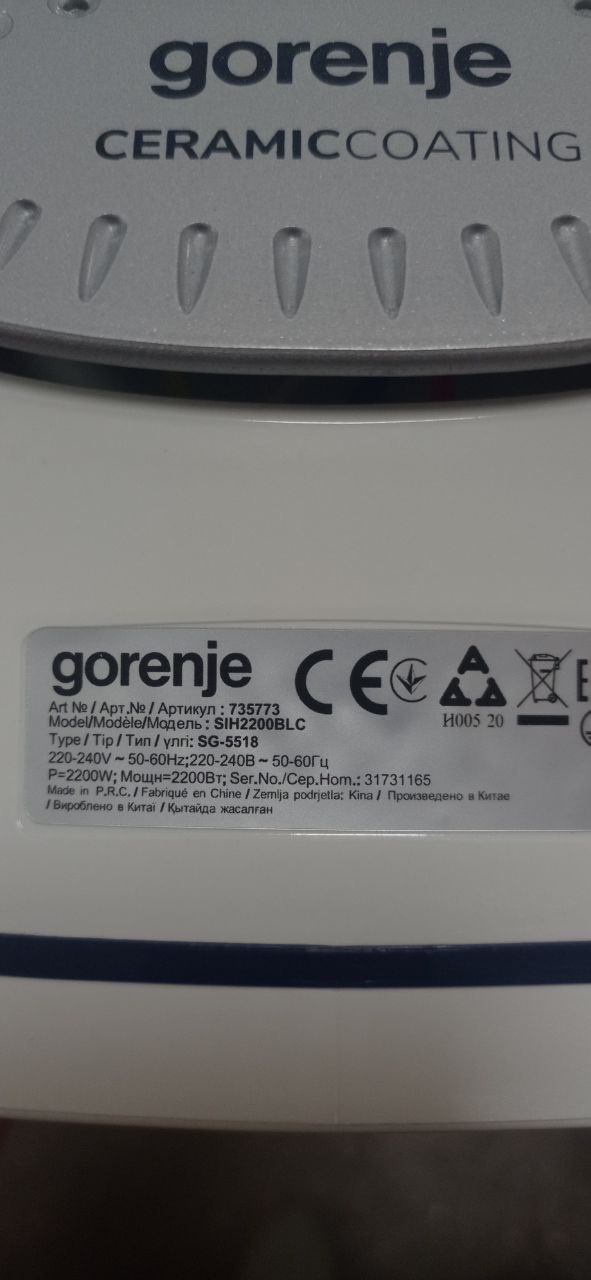 gorenje
CERAMICCOATING
gorenje CE
И005 20
Art № / Арт.№ / Артикул : 735773
Model/Modèle/Модель : SIH2200BLC
Type / Tip / Тип / үлгі: SG-5518
220-240V ~ 50-60Hz;220-240В ~ 50-60Гц
P=2200W; Мощн=2200Вт; Ser.No./Сер.Ном.: 31731165
Made in P.R.C. / Fabriqué en Chine / Zemlja podrjetla: Kina / Произведено в Китае
/ Вироблено в Китаї / Қытайда жасалған